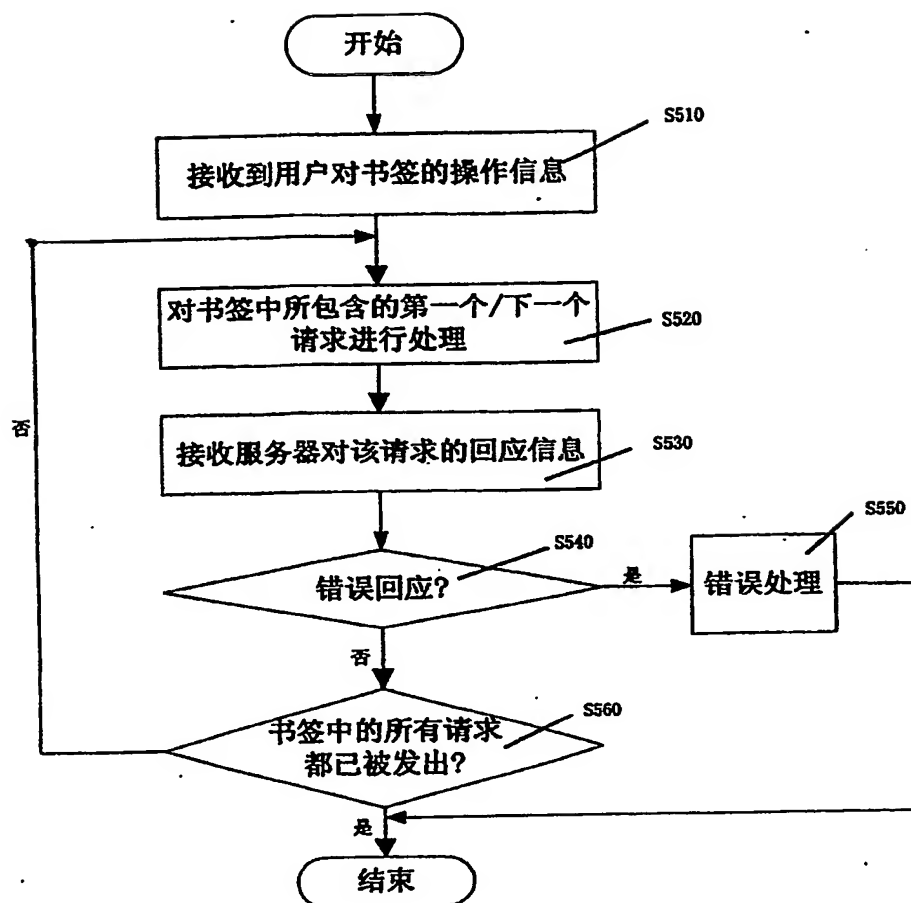 开始
S510
接收到用户对书签的操作信息
对书签中所包含的第一个/下一个
请求进行处理
S520
否
接收服务器对该请求的回应信息
S530
S540
错误回应?
是
S550
错误处理
否
书签中的所有请求
都已被发出?
S560
是
结束